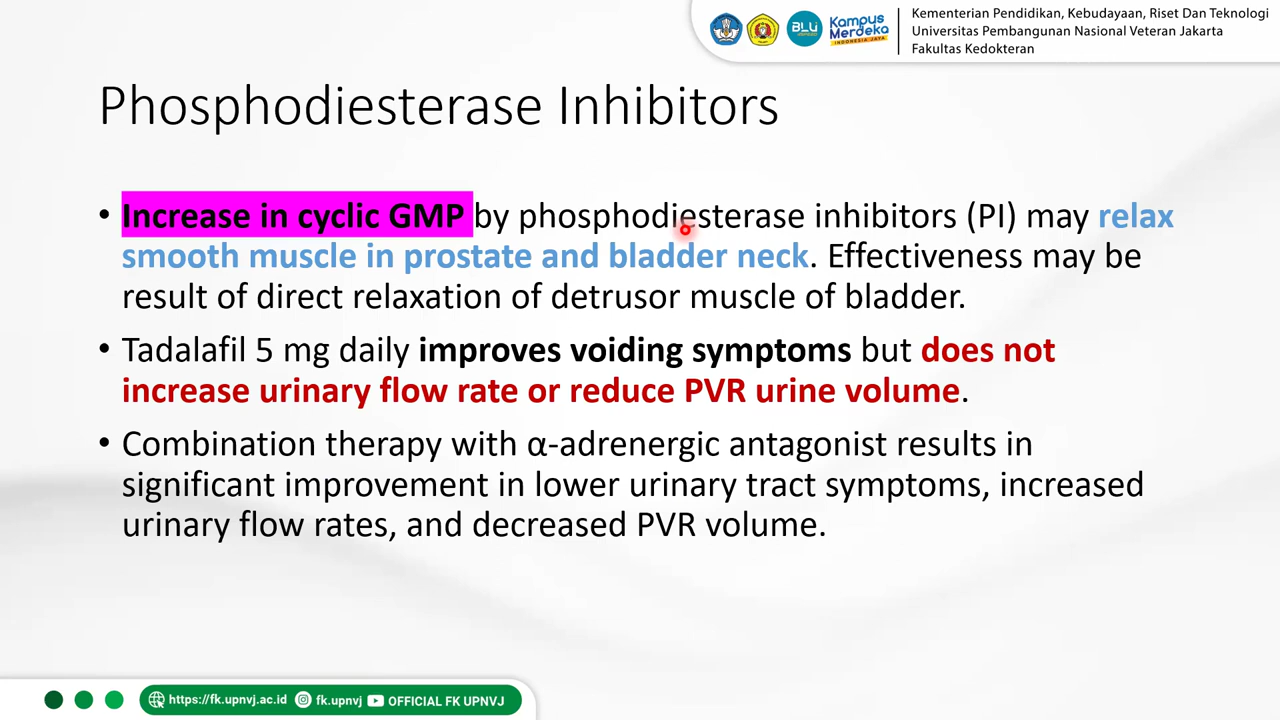 Kementerian Pendidikan, Kebudayaan, Riset Dan Teknologi
Universitas Pembangunan Nasional Veteran Jakarta
Fakultas Kedokteran
BLU
Kampus
Merdeka
INDONESIA JAYA
Phosphodiesterase Inhibitors
• Increase in cyclic GMP by phosphodiesterase inhibitors (PI) may relax
smooth muscle in prostate and bladder neck. Effectiveness may be
result of direct relaxation of detrusor muscle of bladder.
• Tadalafil 5 mg daily improves voiding symptoms but does not
increase urinary flow rate or reduce PVR urine volume.
• Combination therapy with α-adrenergic antagonist results in
significant improvement in lower urinary tract symptoms, increased
urinary flow rates, and decreased PVR volume.
https://fk.upnvj.ac.id fk.upnvj OFFICIAL FK UPNVJ